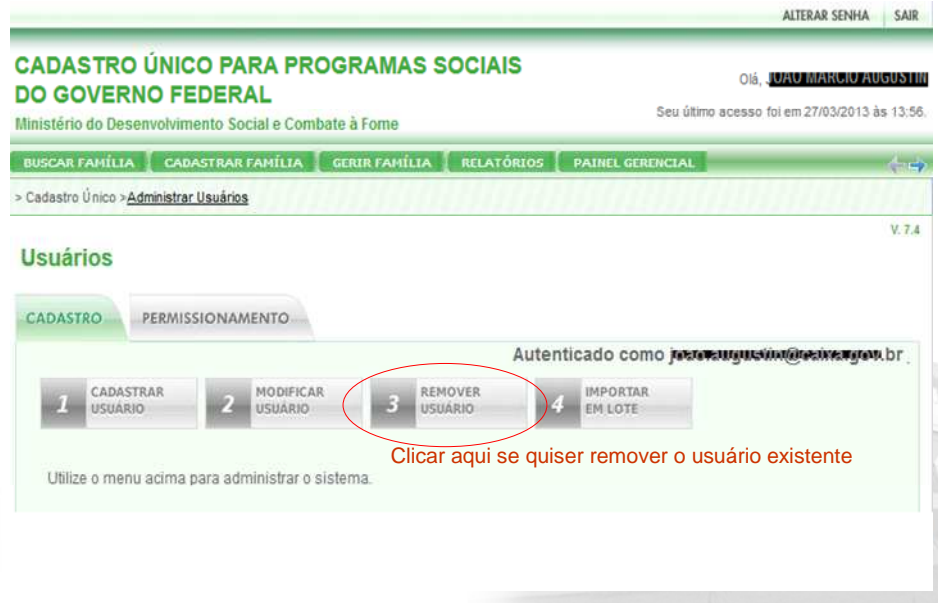 ALTERAR SENHA SAIR
CADASTRO ÚNICO PARA PROGRAMAS SOCIAIS
DO GOVERNO FEDERAL
Olá,
Ministério do Desenvolvimento Social e Combate à Fome
Seu último acesso foi em 27/03/2013 às 13:56.
BUSCAR FAMÍLIA CADASTRAR FAMÍLIA GERIR FAMÍLIA RELATÓRIOS PAINEL GERENCIAL
> Cadastro Único >Administrar Usuários
V. 7.4
Usuários
CADASTRO PERMISSIONAMENTO
Autenticado como
1 CADASTRAR USUÁRIO 2 MODIFICAR USUÁRIO 3 REMOVER USUÁRIO 4 IMPORTAR EM LOTE
Clicar aqui se quiser remover o usuário existente
Utilize o menu acima para administrar o sistema.